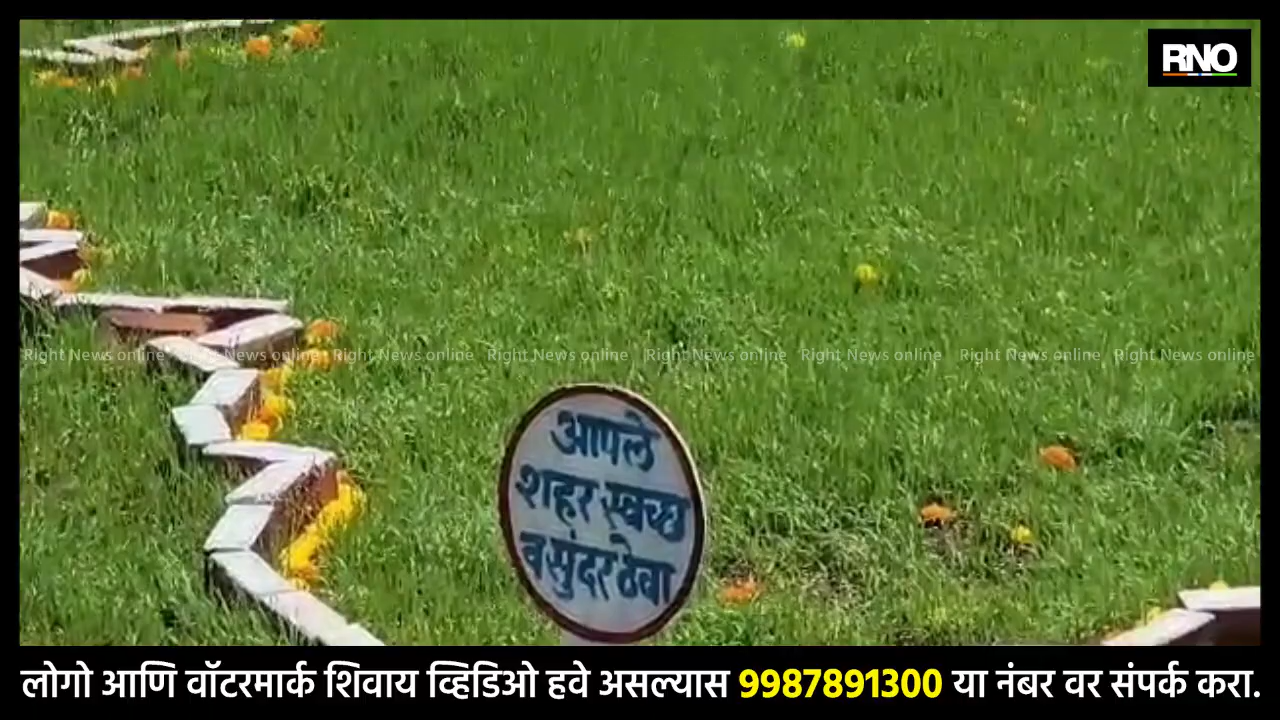 RNO
Right News online Right News online Right News online Right News online Right News online Right News online Right News online Right News online
आपले
शहर स्वच्छ
व सुंदर ठेवा
लोगो आणि वॉटरमार्क शिवाय व्हिडिओ हवे असल्यास 9987891300 या नंबर वर संपर्क करा.